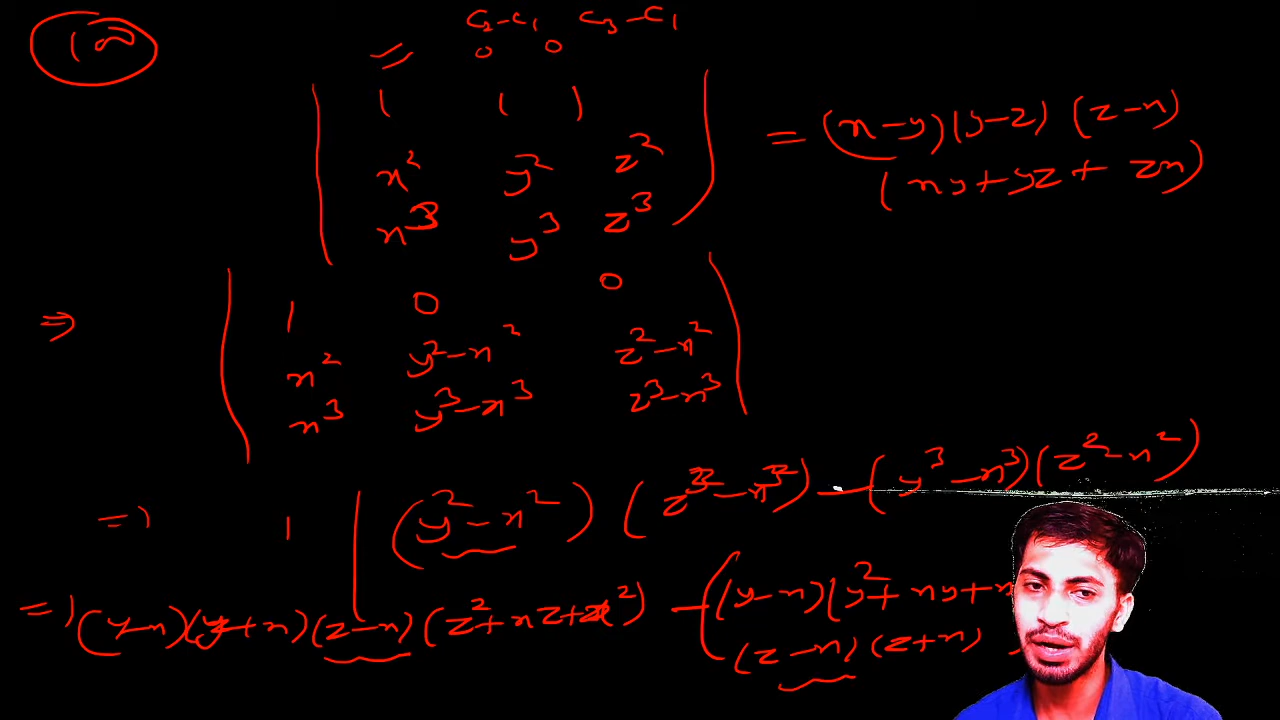 C₂-C₁ C₃-C₁
= 0 0
| 1 1 1 |
| x² y² z² | = (x-y)(y-z)(z-x)
| x³ y³ z³ | (xy+yz+zx)
⇒ | 1 0 0 |
| x² y²-x² z²-x² |
| x³ y³-x³ z³-x³ |
⇒ 1 | (y²-x²) (z³-x³) - (y³-x³)(z²-x²)
⇒ (y-x)(y+x)(z-x)(z²+xz+x²) - ((y-x)(y²+xy+x
(z-x)(z+x)